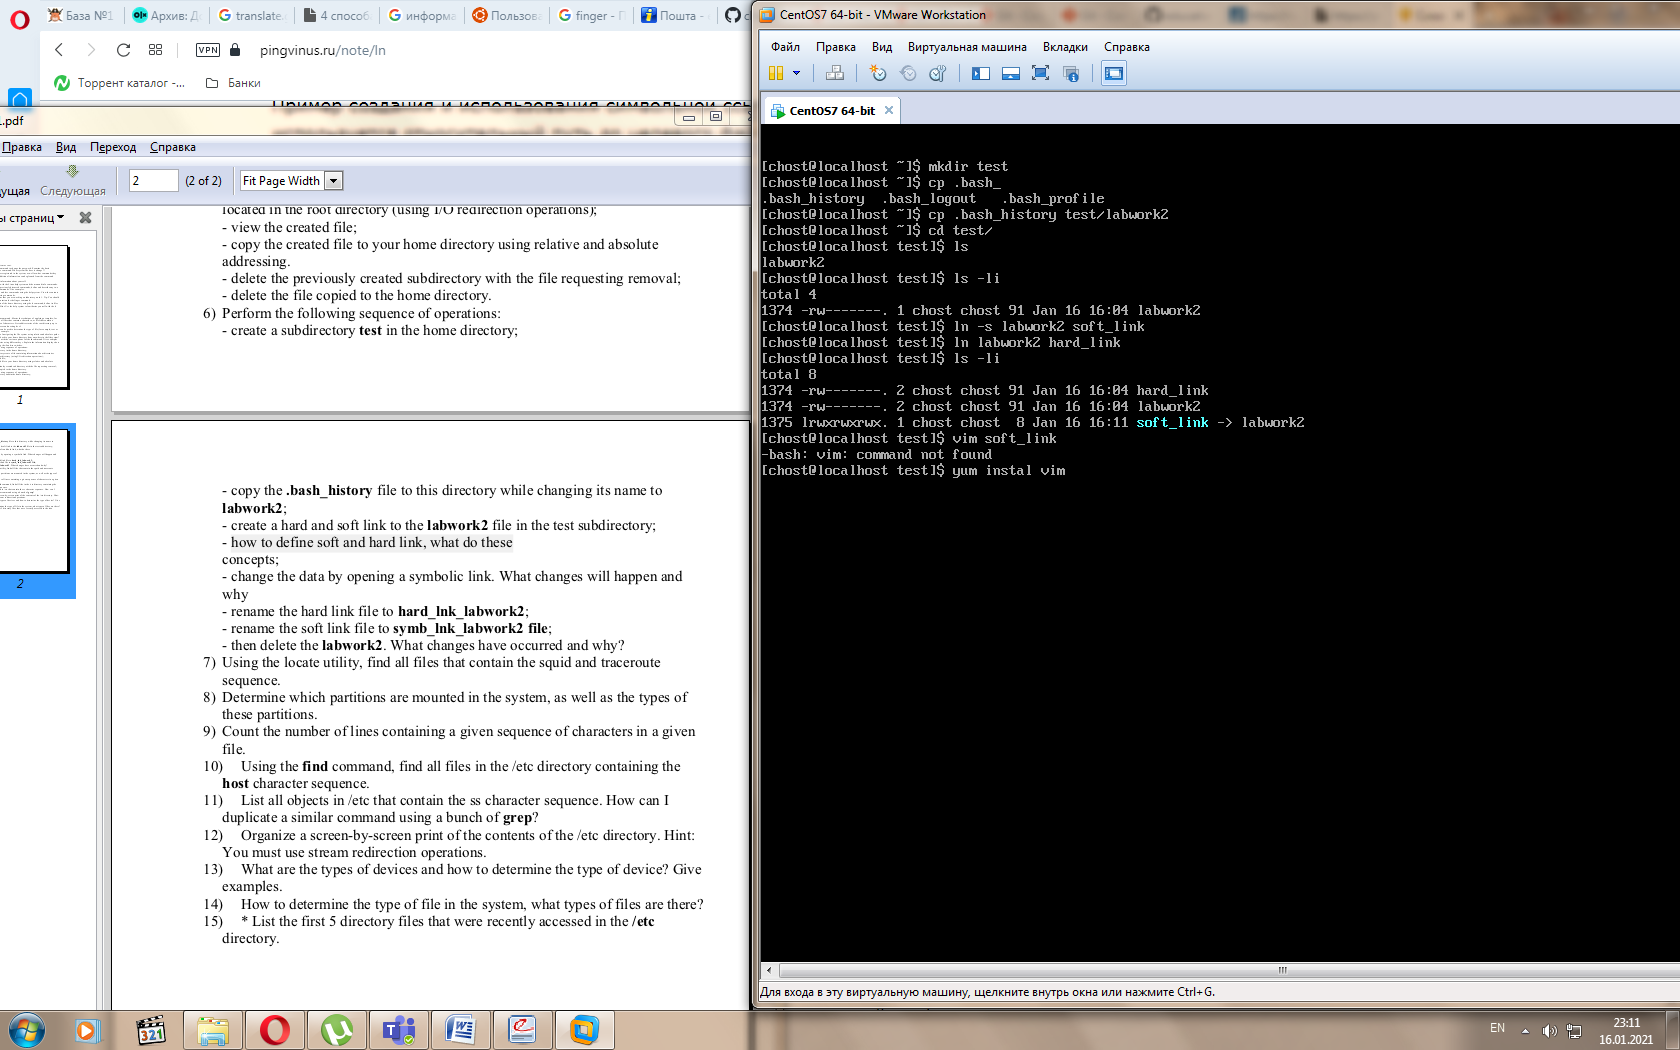 База №1
Архив: Д
translate.
4 способ
информа
Пользова
finger - П
Пошта -
VPN
pingvinus.ru/note/ln
Торрент каталог -...
Банки
Пример создания и использования символьной ссы
.pdf
Правка Вид Переход Справка
дущая
Следующая
2
(2 of 2)
Fit Page Width
ы страниц
1
2
located in the root directory (using I/O redirection operations);
- view the created file;
- copy the created file to your home directory using relative and absolute
addressing.
- delete the previously created subdirectory with the file requesting removal;
- delete the file copied to the home directory.
6) Perform the following sequence of operations:
- create a subdirectory test in the home directory;
- copy the .bash_history file to this directory while changing its name to
labwork2;
- create a hard and soft link to the labwork2 file in the test subdirectory;
- how to define soft and hard link, what do these
concepts;
- change the data by opening a symbolic link. What changes will happen and
why
- rename the hard link file to hard_lnk_labwork2;
- rename the soft link file to symb_lnk_labwork2 file;
- then delete the labwork2. What changes have occurred and why?
7) Using the locate utility, find all files that contain the squid and traceroute
sequence.
8) Determine which partitions are mounted in the system, as well as the types of
these partitions.
9) Count the number of lines containing a given sequence of characters in a given
file.
10) Using the find command, find all files in the /etc directory containing the
host character sequence.
11) List all objects in /etc that contain the ss character sequence. How can I
duplicate a similar command using a bunch of grep?
12) Organize a screen-by-screen print of the contents of the /etc directory. Hint:
You must use stream redirection operations.
13) What are the types of devices and how to determine the type of device? Give
examples.
14) How to determine the type of file in the system, what types of files are there?
15) * List the first 5 directory files that were recently accessed in the /etc
directory.
CentOS7 64-bit - VMware Workstation
Файл Правка Вид Виртуальная машина Вкладки Справка
CentOS7 64-bit
[chost@localhost ~]$ mkdir test
[chost@localhost ~]$ cp .bash_
.bash_history .bash_logout .bash_profile
[chost@localhost ~]$ cp .bash_history test/labwork2
[chost@localhost ~]$ cd test/
[chost@localhost test]$ ls
labwork2
[chost@localhost test]$ ls -li
total 4
1374 -rw-------. 1 chost chost 91 Jan 16 16:04 labwork2
[chost@localhost test]$ ln -s labwork2 soft_link
[chost@localhost test]$ ln labwork2 hard_link
[chost@localhost test]$ ls -li
total 8
1374 -rw-------. 2 chost chost 91 Jan 16 16:04 hard_link
1374 -rw-------. 2 chost chost 91 Jan 16 16:04 labwork2
1375 lrwxrwxrwx. 1 chost chost 8 Jan 16 16:11 soft_link -> labwork2
[chost@localhost test]$ vim soft_link
-bash: vim: command not found
[chost@localhost test]$ yum instal vim
Для входа в эту виртуальную машину, щелкните внутрь окна или нажмите Ctrl+G.
321
EN
23:11
16.01.2021